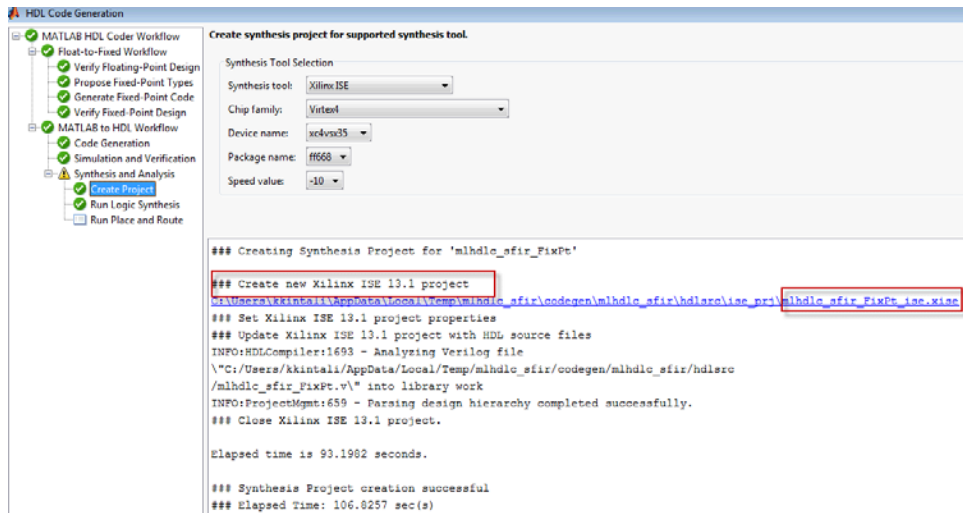 HDL Code Generation
MATLAB HDL Coder Workflow
Float-to-Fixed Workflow
Verify Floating-Point Design
Propose Fixed-Point Types
Generate Fixed-Point Code
Verify Fixed-Point Design
MATLAB to HDL Workflow
Code Generation
Simulation and Verification
Synthesis and Analysis
Create Project
Run Logic Synthesis
Run Place and Route
Create synthesis project for supported synthesis tool.
Synthesis Tool Selection
Synthesis tool: Xilinx ISE
Chip family: Virtex4
Device name: xc4vsx35
Package name: ff668
Speed value: -10
### Creating Synthesis Project for 'mlhdlc_sfir_FixPt'
### Create new Xilinx ISE 13.1 project
C:\Users\kkintali\AppData\Local\Temp\mlhdlc_sfir\codegen\mlhdlc_sfir\hdlsrc\ise_prj\mlhdlc_sfir_FixPt_ise.xise
### Set Xilinx ISE 13.1 project properties
### Update Xilinx ISE 13.1 project with HDL source files
INFO:HDLCompiler:1693 - Analyzing Verilog file
\"C:/Users/kkintali/AppData/Local/Temp/mlhdlc_sfir/codegen/mlhdlc_sfir/hdlsrc
/mlhdlc_sfir_FixPt.v\" into library work
INFO:ProjectMgmt:659 - Parsing design hierarchy completed successfully.
### Close Xilinx ISE 13.1 project.
Elapsed time is 93.1982 seconds.
### Synthesis Project creation successful
### Elapsed Time: 106.8257 sec(s)